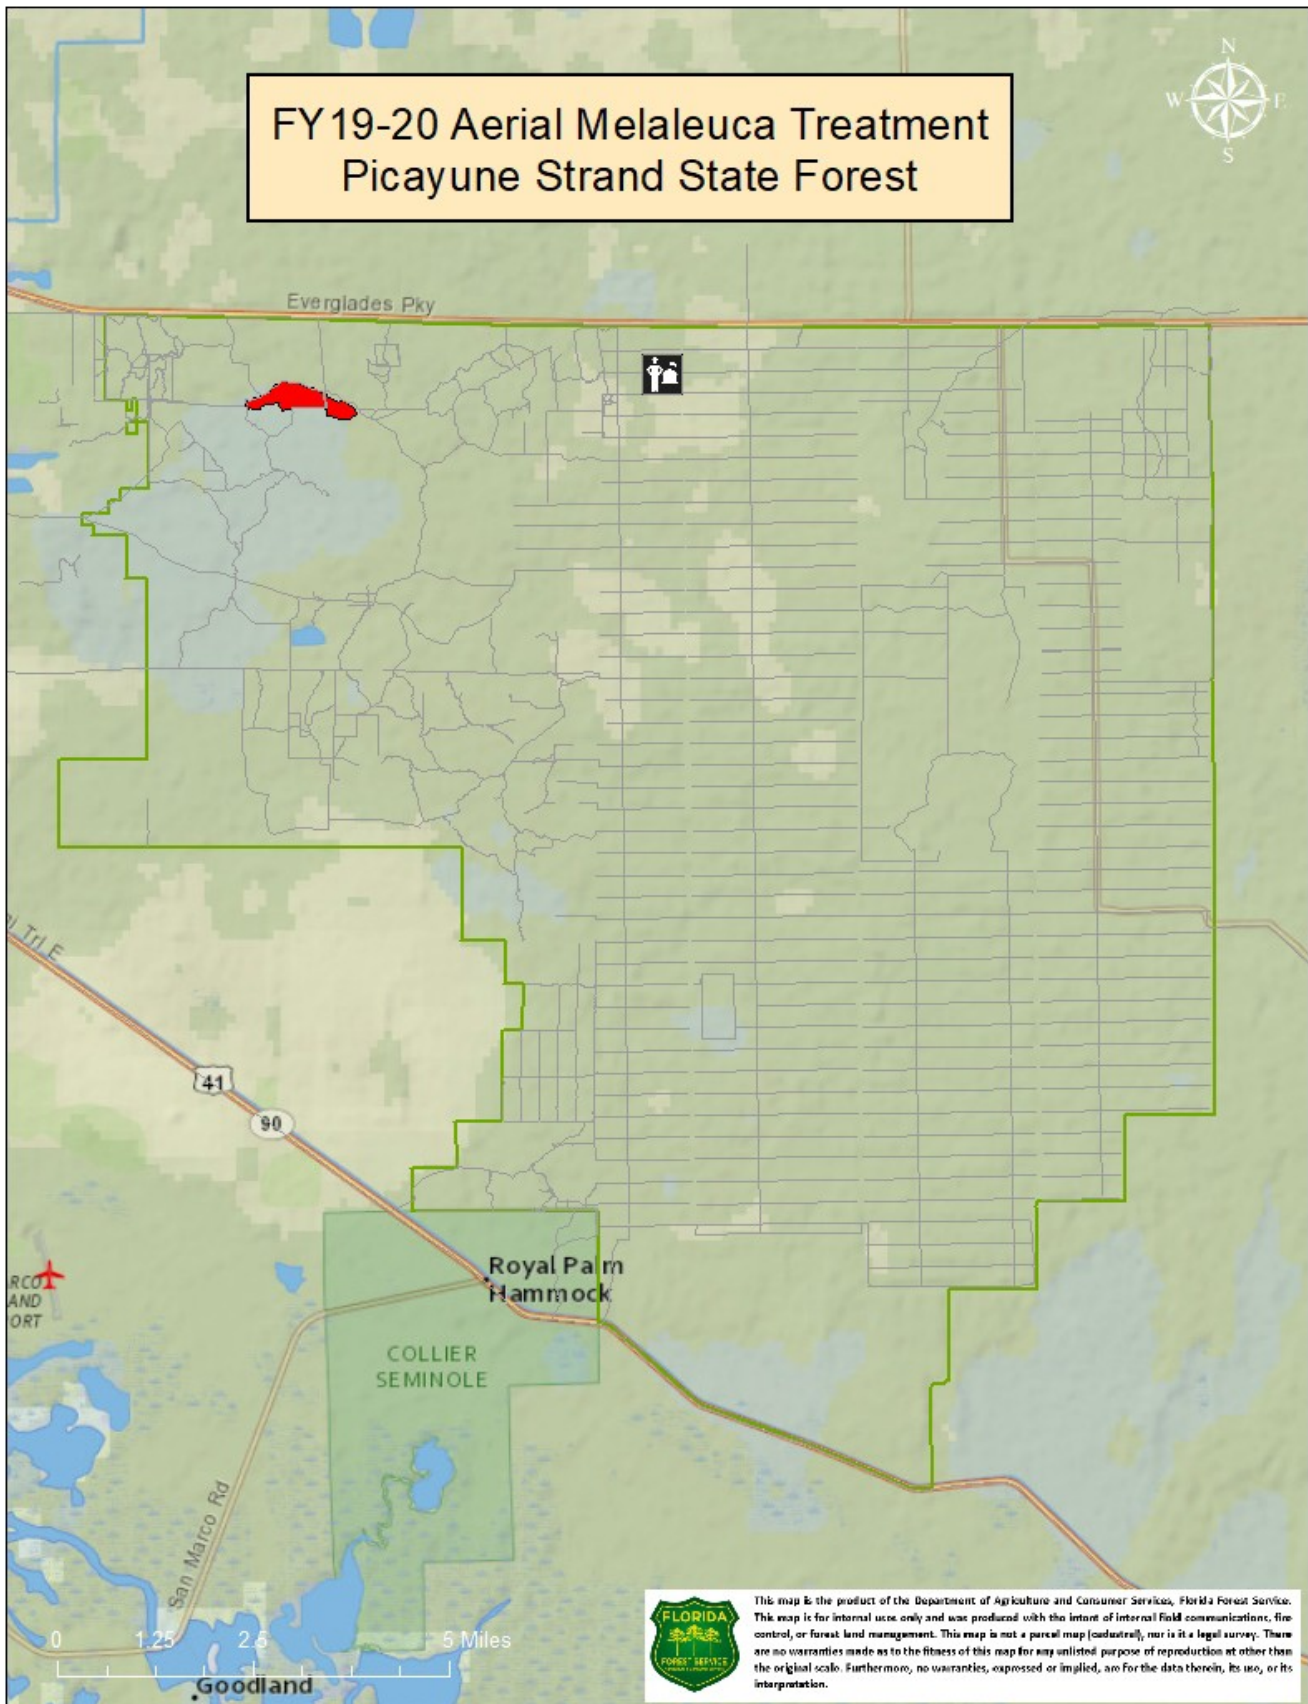 N
W E
S
FY19-20 Aerial Melaleuca Treatment
Picayune Strand State Forest
Everglades Pky
Trl E
41
90
Royal Palm
Hammock
RCO
AND
ORT
COLLIER
SEMINOLE
San Marco Rd
0 1.25 2.5 5 Miles
Goodland
FLORIDA
FOREST SERVICE
This map is the product of the Department of Agriculture and Consumer Services, Florida Forest Service.
This map is for internal uses only and was produced with the intent of internal field communications, fire
control, or forest land management. This map is not a parcel map (cadastral), nor is it a legal survey. There
are no warranties made as to the fitness of this map for any unlisted purpose of reproduction at other than
the original scale. Furthermore, no warranties, expressed or implied, are for the data therein, its use, or its
interpretation.